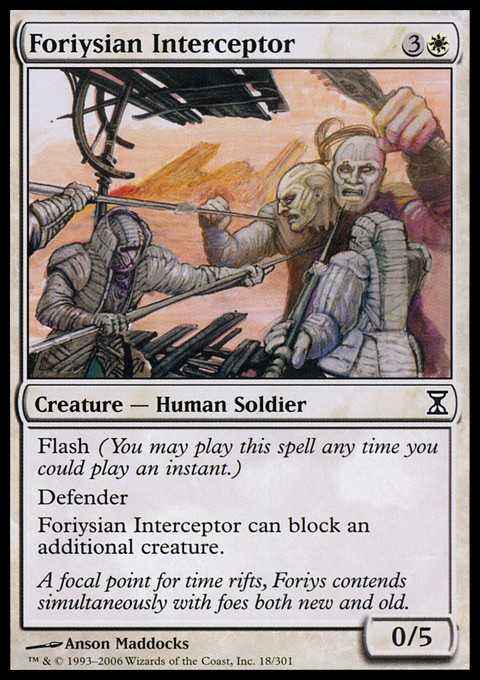 Foriysian Interceptor 3
Creature — Human Soldier
Flash (You may play this spell any time you
could play an instant.)
Defender
Foriysian Interceptor can block an
additional creature.
A focal point for time rifts, Foriys contends
simultaneously with foes both new and old.
0/5
Anson Maddocks
™ & © 1993–2006 Wizards of the Coast, Inc. 18/301